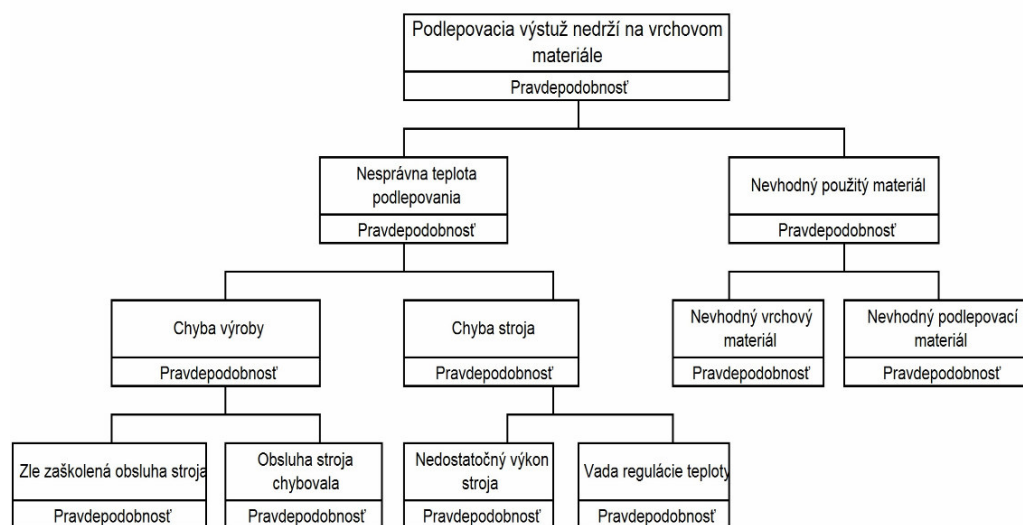 Podlepovacia výstuž nedrží na vrchovom
materiále
Pravdepodobnosť
Nesprávna teplota
podlepovania
Pravdepodobnosť
Nevhodný použitý materiál
Pravdepodobnosť
Chyba výroby
Pravdepodobnosť
Chyba stroja
Pravdepodobnosť
Nevhodný vrchový
materiál
Pravdepodobnosť
Nevhodný podlepovací
materiál
Pravdepodobnosť
Zle zaškolená obsluha stroja
Pravdepodobnosť
Obsluha stroja
chybovala
Pravdepodobnosť
Nedostatočný výkon
stroja
Pravdepodobnosť
Vada regulácie teploty
Pravdepodobnosť